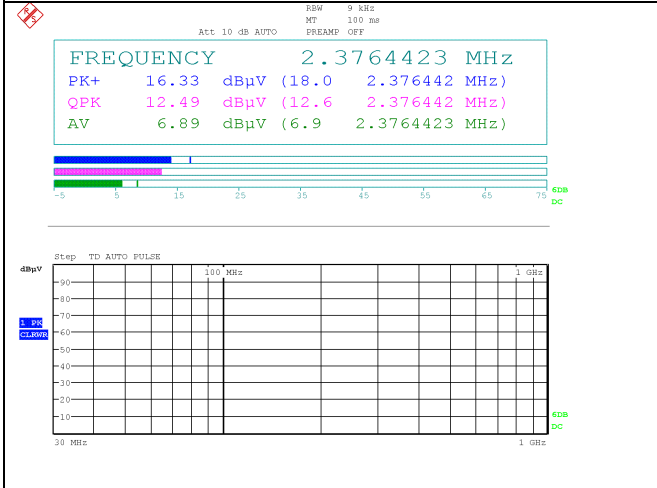 R
S
RBW 9 kHz
MT 100 ms
Att 10 dB AUTO PREAMP OFF
FREQUENCY 2.3764423 MHz
PK+ 16.33 dBµV (18.0 2.376442 MHz)
QPK 12.49 dBµV (12.6 2.376442 MHz)
AV 6.89 dBµV (6.9 2.3764423 MHz)
-5 5 15 25 35 45 55 65 75
6DB
DC
Step TD AUTO PULSE
dBµV
100 MHz 1 GHz
90
80
70
1 PK
CLRWR
60
50
40
30
20
10
6DB
DC
30 MHz 1 GHz